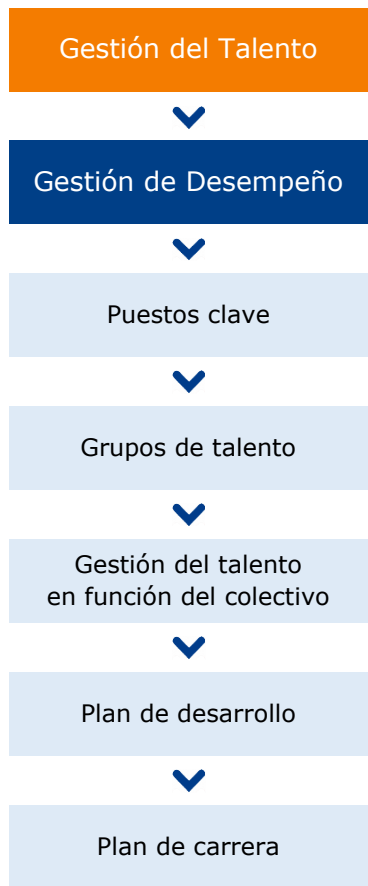 Gestión del Talento
Gestión de Desempeño
Puestos clave
Grupos de talento
Gestión del talento
en función del colectivo
Plan de desarrollo
Plan de carrera